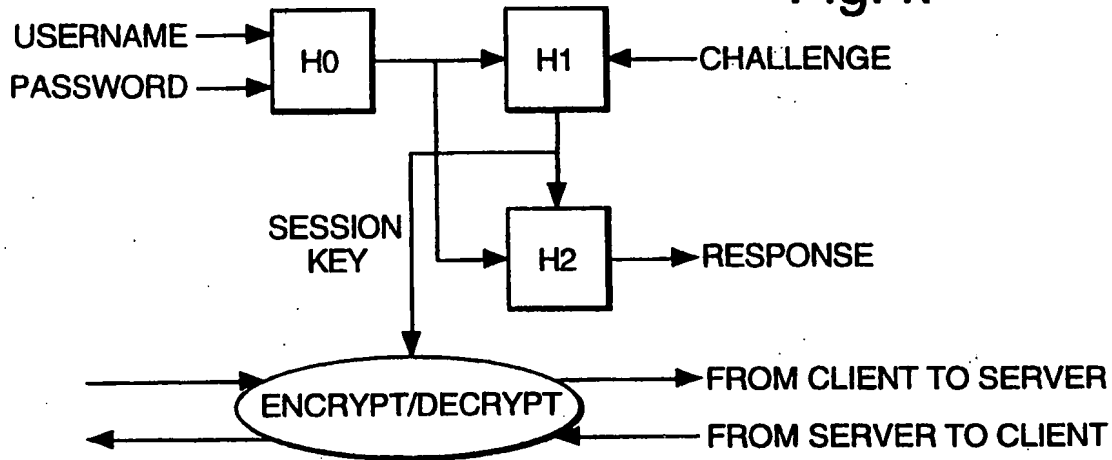 USERNAME
PASSWORD
H0
H1
CHALLENGE
SESSION
KEY
H2
RESPONSE
ENCRYPT/DECRYPT
FROM CLIENT TO SERVER
FROM SERVER TO CLIENT